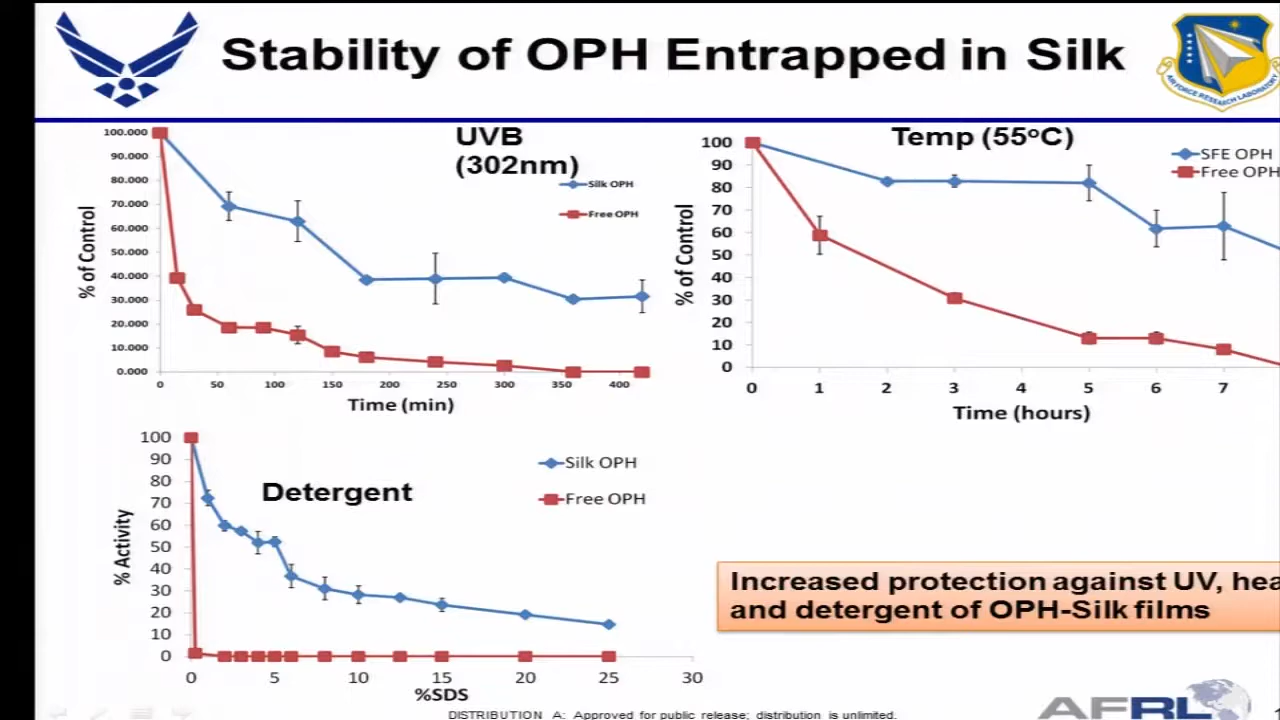 Stability of OPH Entrapped in Silk
AIR FORCE RESEARCH LABORATORY
UVB
(302nm)
100.000
90.000
80.000
70.000
60.000
50.000
40.000
30.000
20.000
10.000
0.000
% of Control
Silk OPH
Free OPH
0 50 100 150 200 250 300 350 400
Time (min)
Temp (55°C)
100
90
80
70
60
50
40
30
20
10
0
% of Control
SFE OPH
Free OPH
0 1 2 3 4 5 6 7
Time (hours)
Detergent
100
90
80
70
60
50
40
30
20
10
0
% Activity
Silk OPH
Free OPH
0 5 10 15 20 25 30
%SDS
Increased protection against UV, hea
and detergent of OPH-Silk films
DISTRIBUTION A: Approved for public release; distribution is unlimited.
AFRL